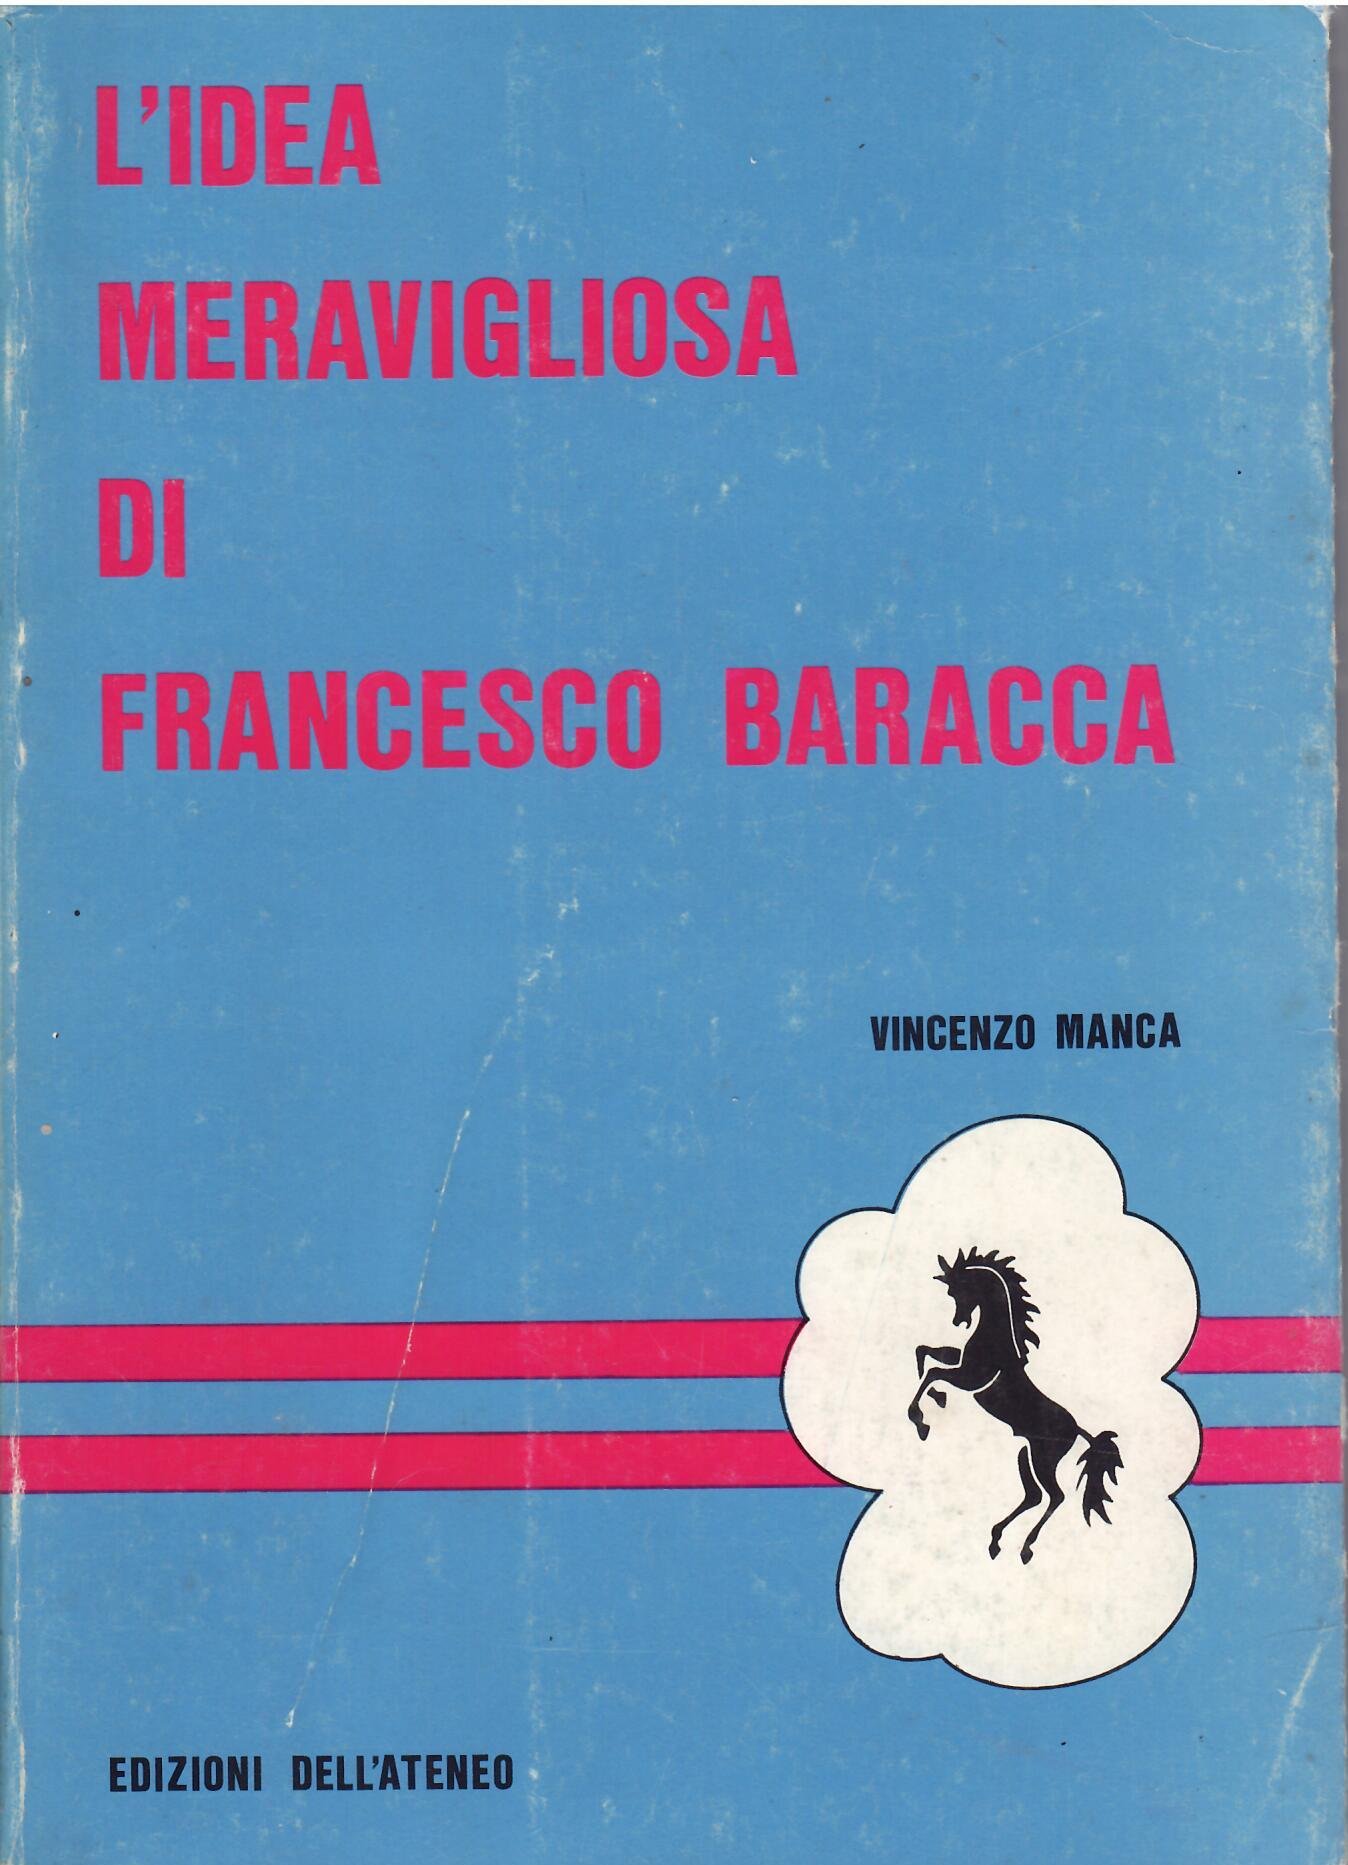 L'IDEA
MERAVIGLIOSA
DI
FRANCESCO BARACCA
VINCENZO MANCA
EDIZIONI DELL'ATENEO